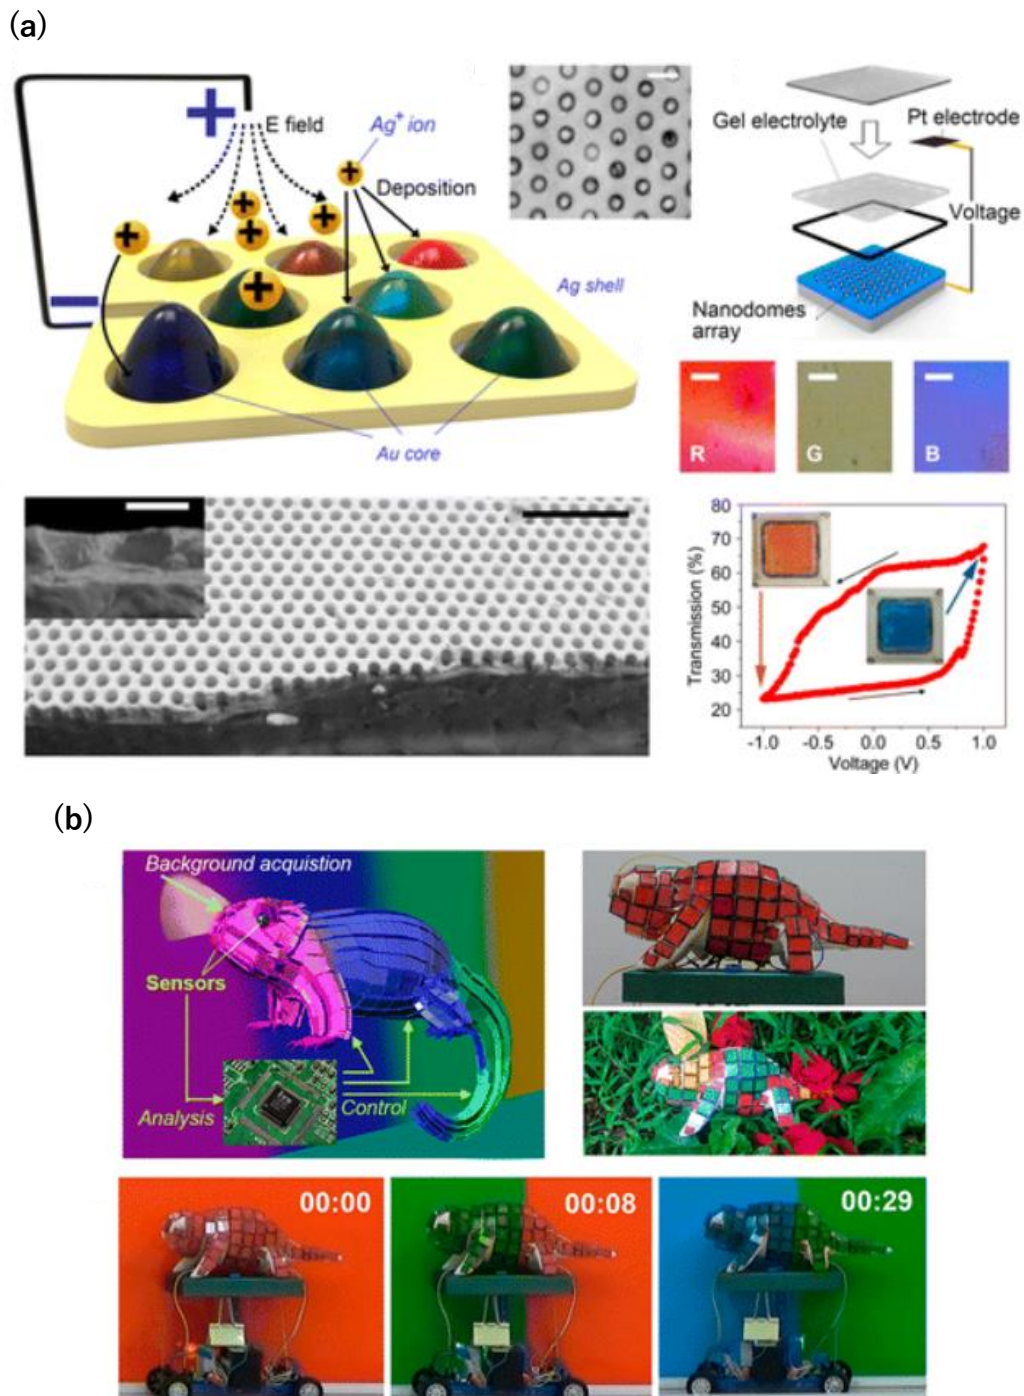 (a)
E field
Ag⁺ ion
Deposition
Ag shell
Au core
Gel electrolyte
Pt electrode
Voltage
Nanodomes
array
R
G
B
80
70
60
50
40
30
20
Transmission (%)
-1.0
-0.5
0.0
0.5
1.0
Voltage (V)
(b)
Background acquistion
Sensors
Analysis
Control
00:00
00:08
00:29